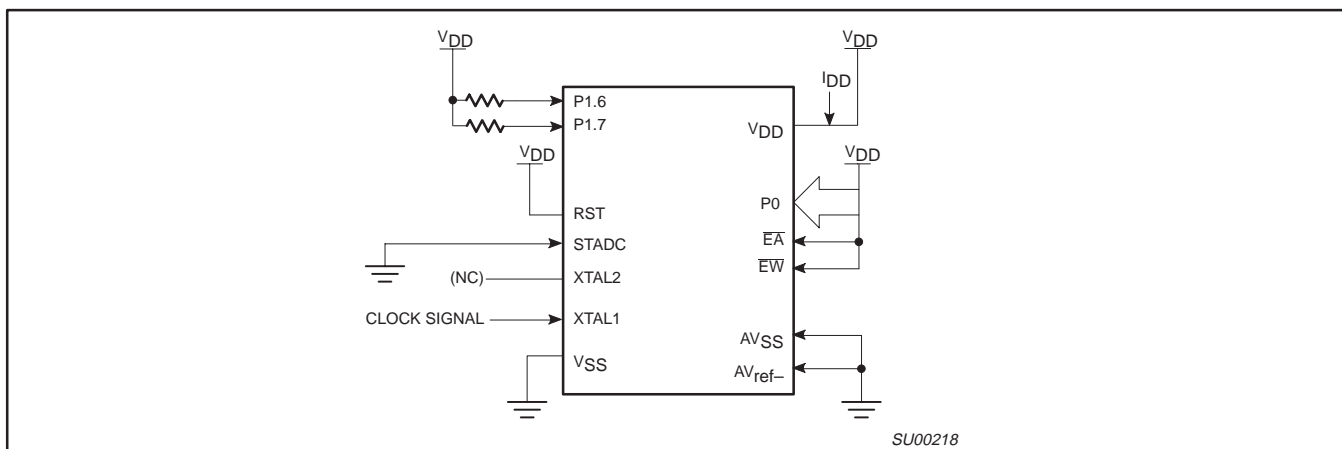 VDD
P1.6
P1.7
VDD
RST
STADC
(NC)
XTAL2
CLOCK SIGNAL
XTAL1
VSS
VDD
IDD
VDD
VDD
P0
EA
EW
AVSS
AVref–
SU00218